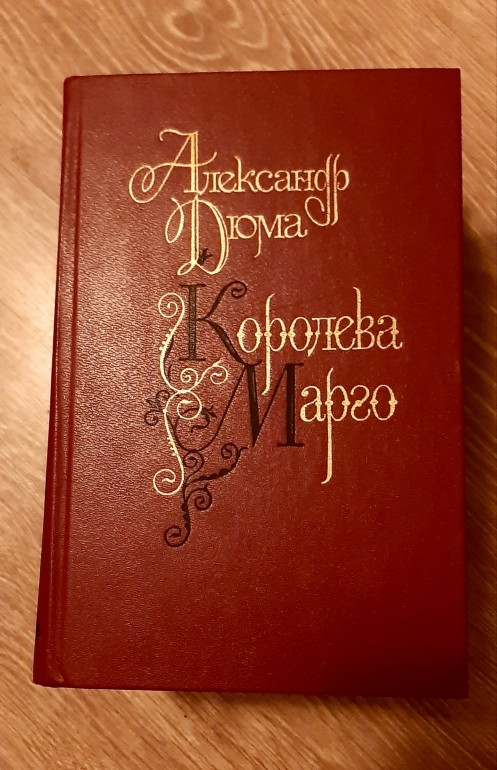 Александр
Дюма
Королева
Марго